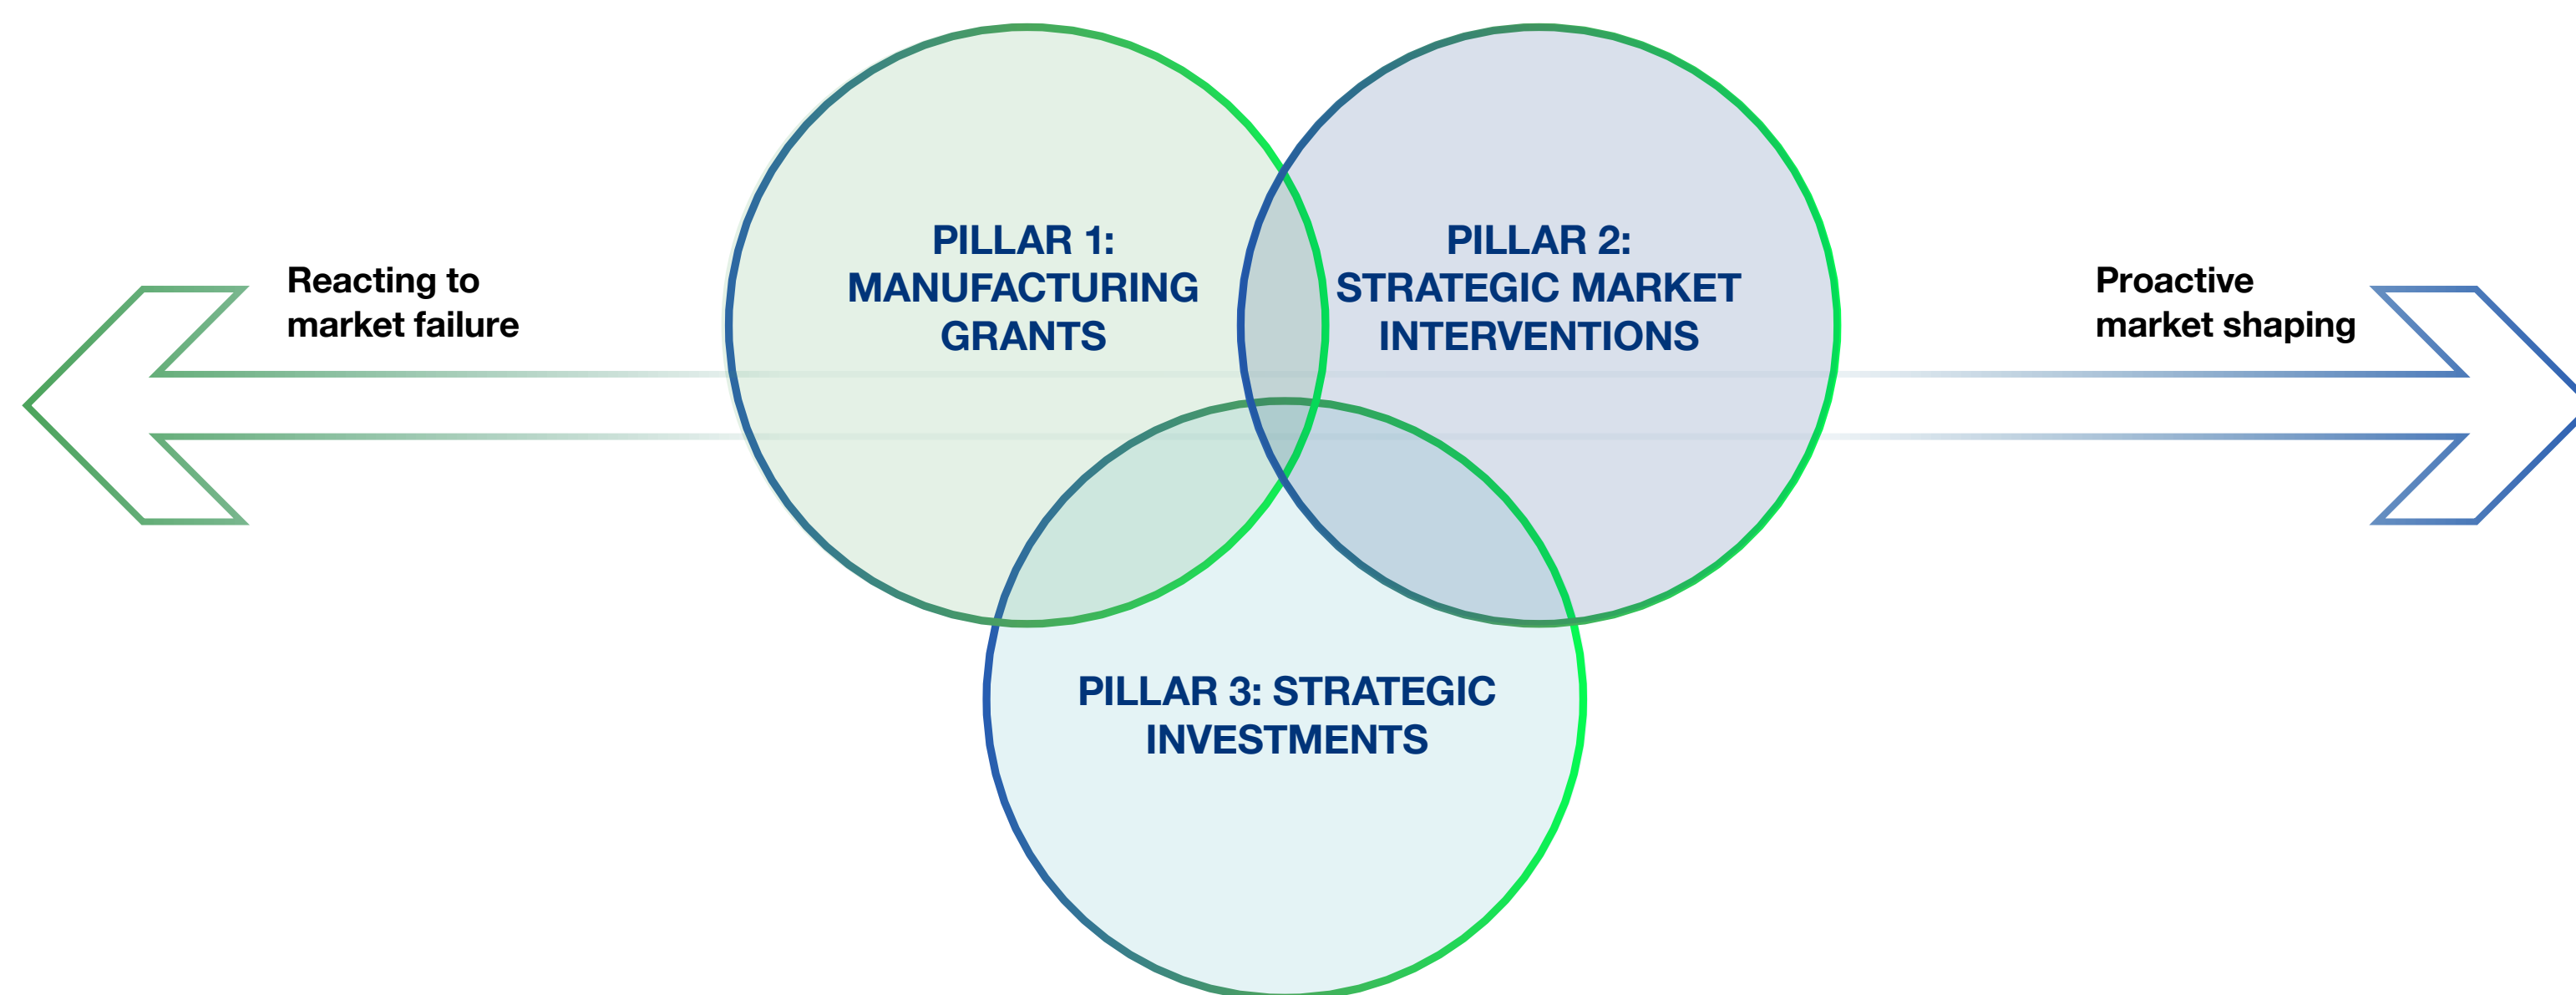 Reacting to
market failure
PILLAR 1:
MANUFACTURING
GRANTS
PILLAR 2:
STRATEGIC MARKET
INTERVENTIONS
Proactive
market shaping
PILLAR 3: STRATEGIC
INVESTMENTS